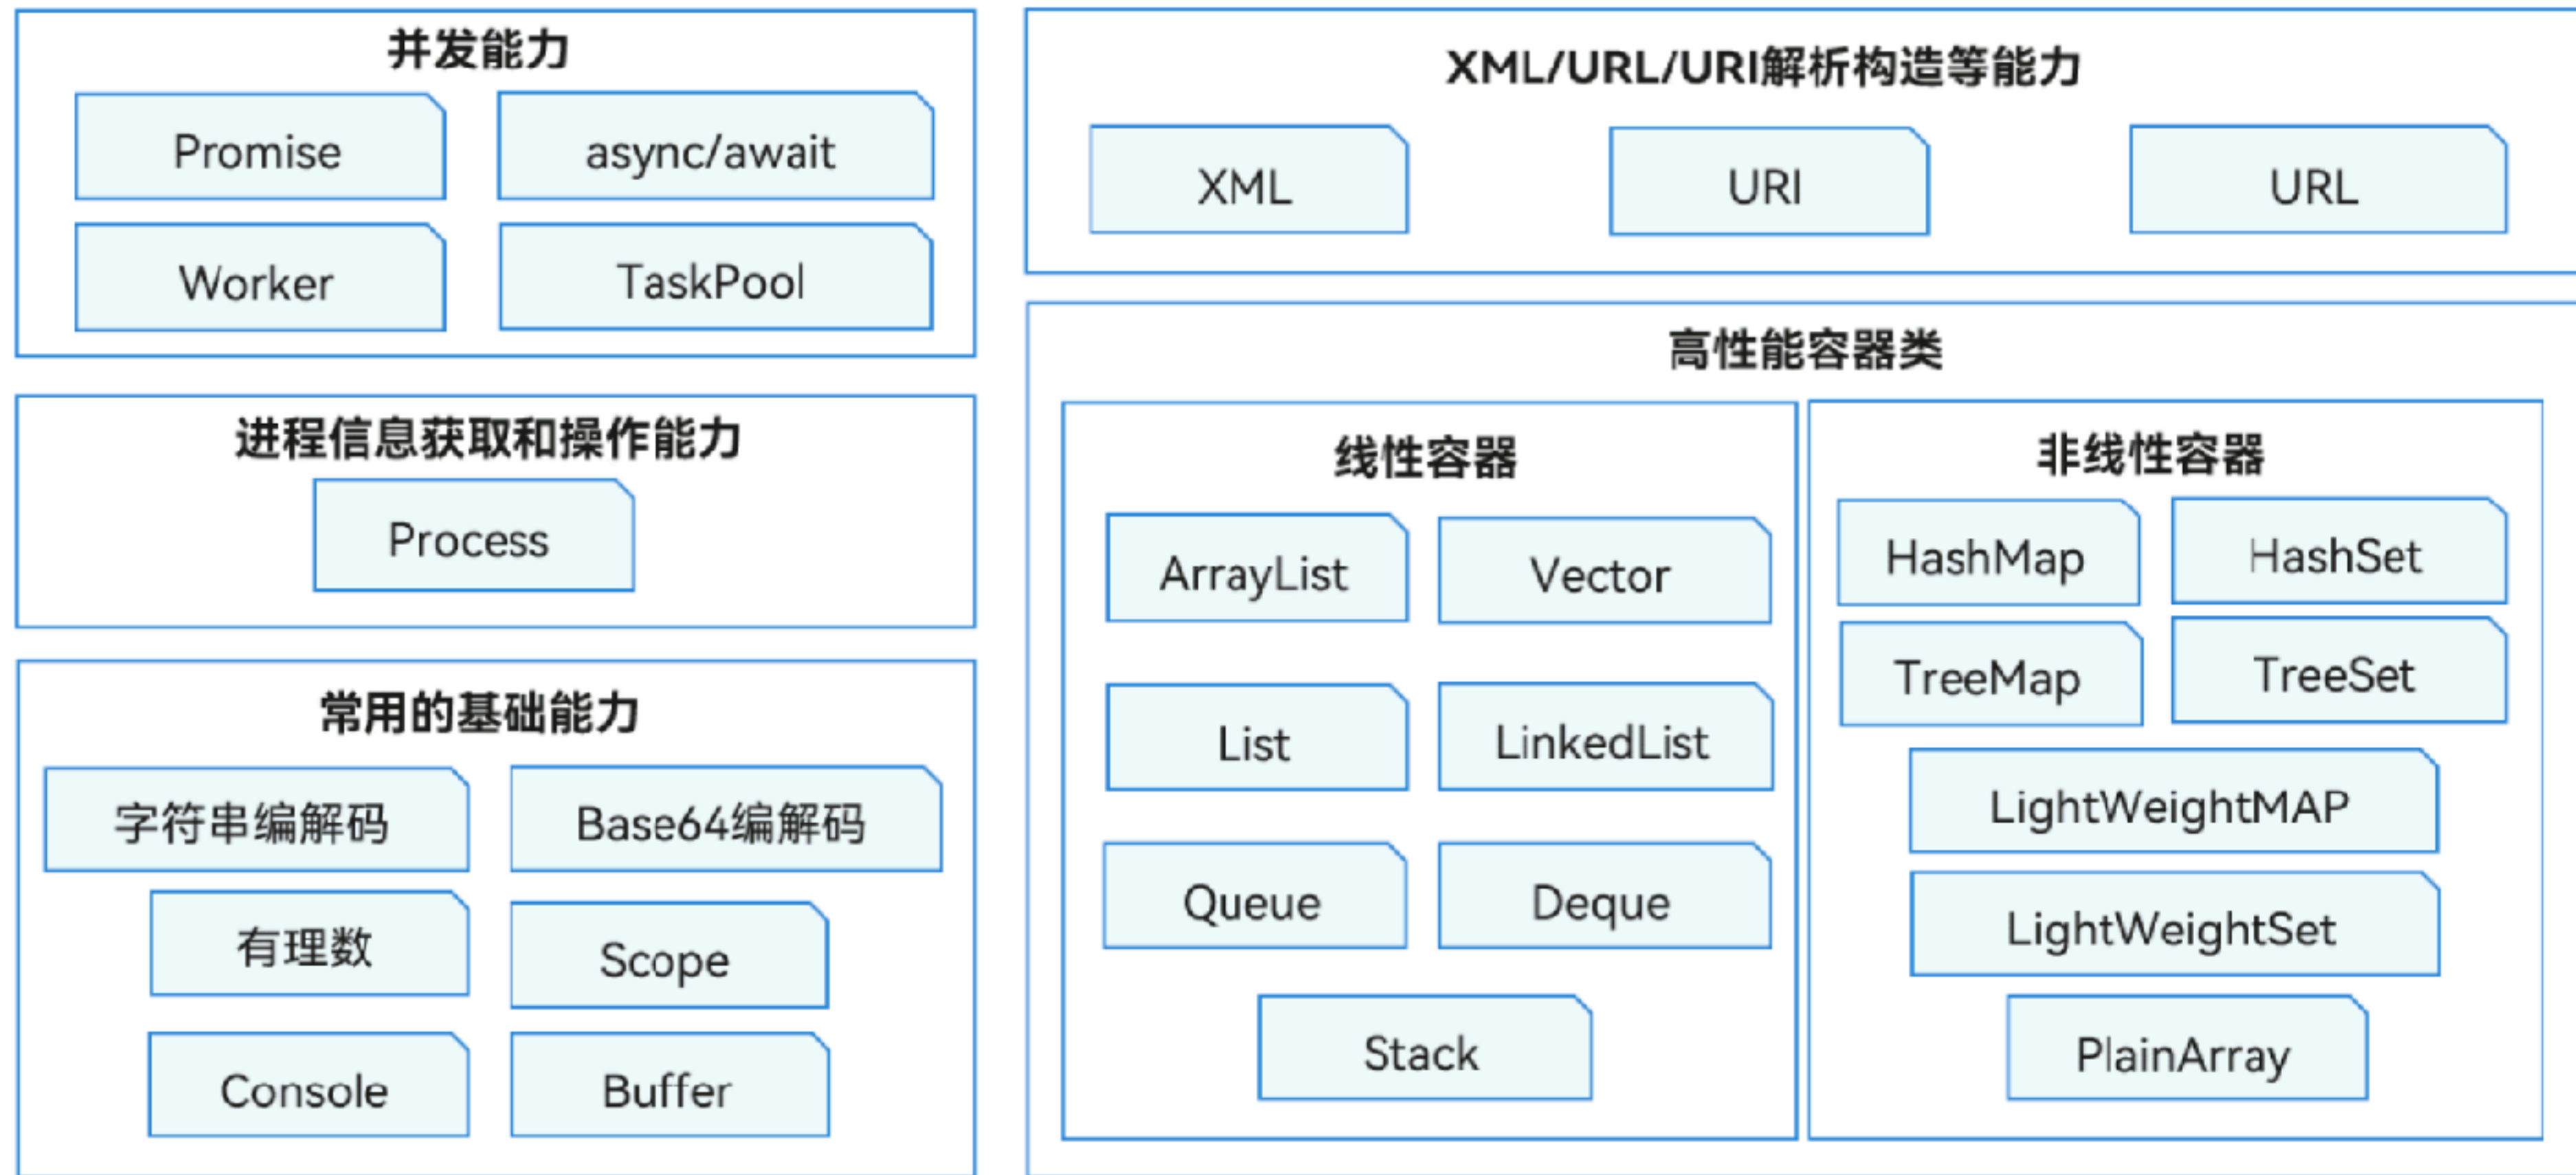 并发能力
Promise
async/await
Worker
TaskPool
进程信息获取和操作能力
Process
常用的基础能力
字符串编解码
Base64编解码
有理数
Scope
Console
Buffer
XML/URL/URI解析构造等能力
XML
URI
URL
高性能容器类
线性容器
ArrayList
Vector
List
LinkedList
Queue
Deque
Stack
非线性容器
HashMap
HashSet
TreeMap
TreeSet
LightWeightMAP
LightWeightSet
PlainArray